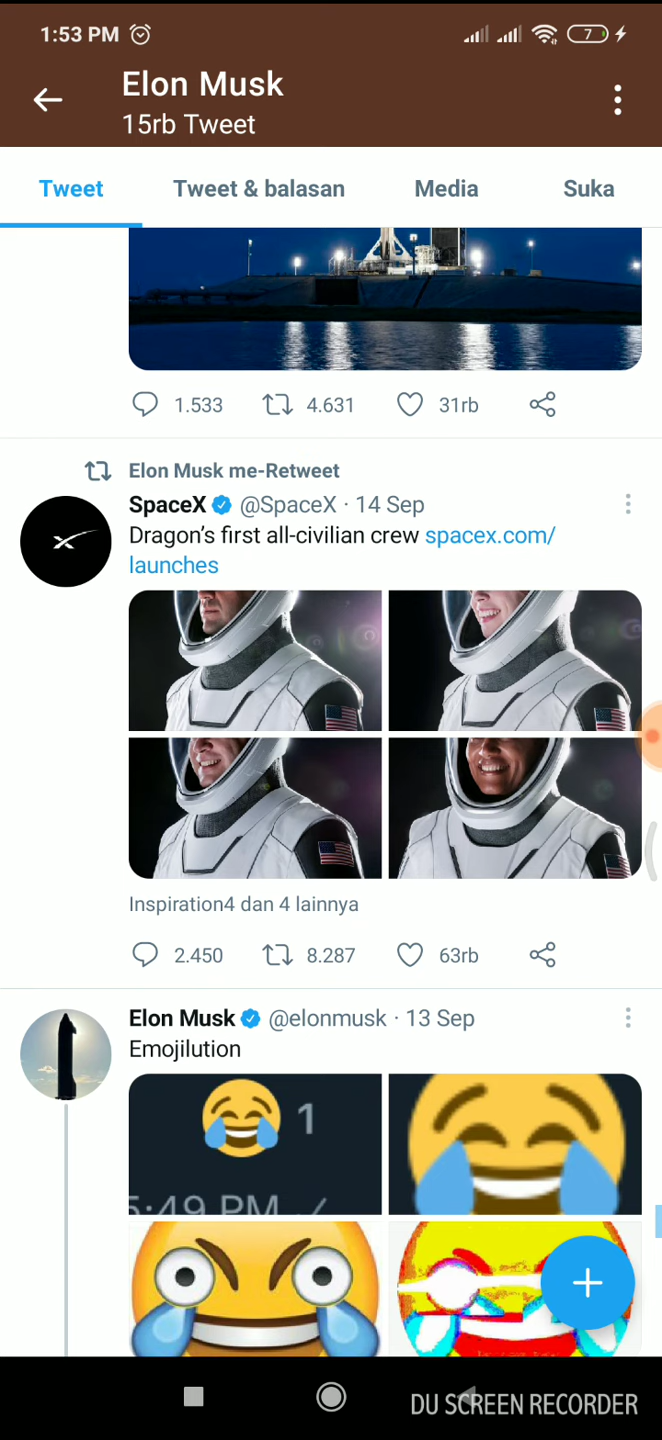 1:53 PM
7
Elon Musk
15rb Tweet
Tweet
Tweet & balasan
Media
Suka
1.533
4.631
31rb
Elon Musk me-Retweet
SpaceX @SpaceX · 14 Sep
Dragon’s first all-civilian crew spacex.com/
launches
Inspiration4 dan 4 lainnya
2.450
8.287
63rb
Elon Musk @elonmusk · 13 Sep
Emojilution
1
5:49 PM
DU SCREEN RECORDER